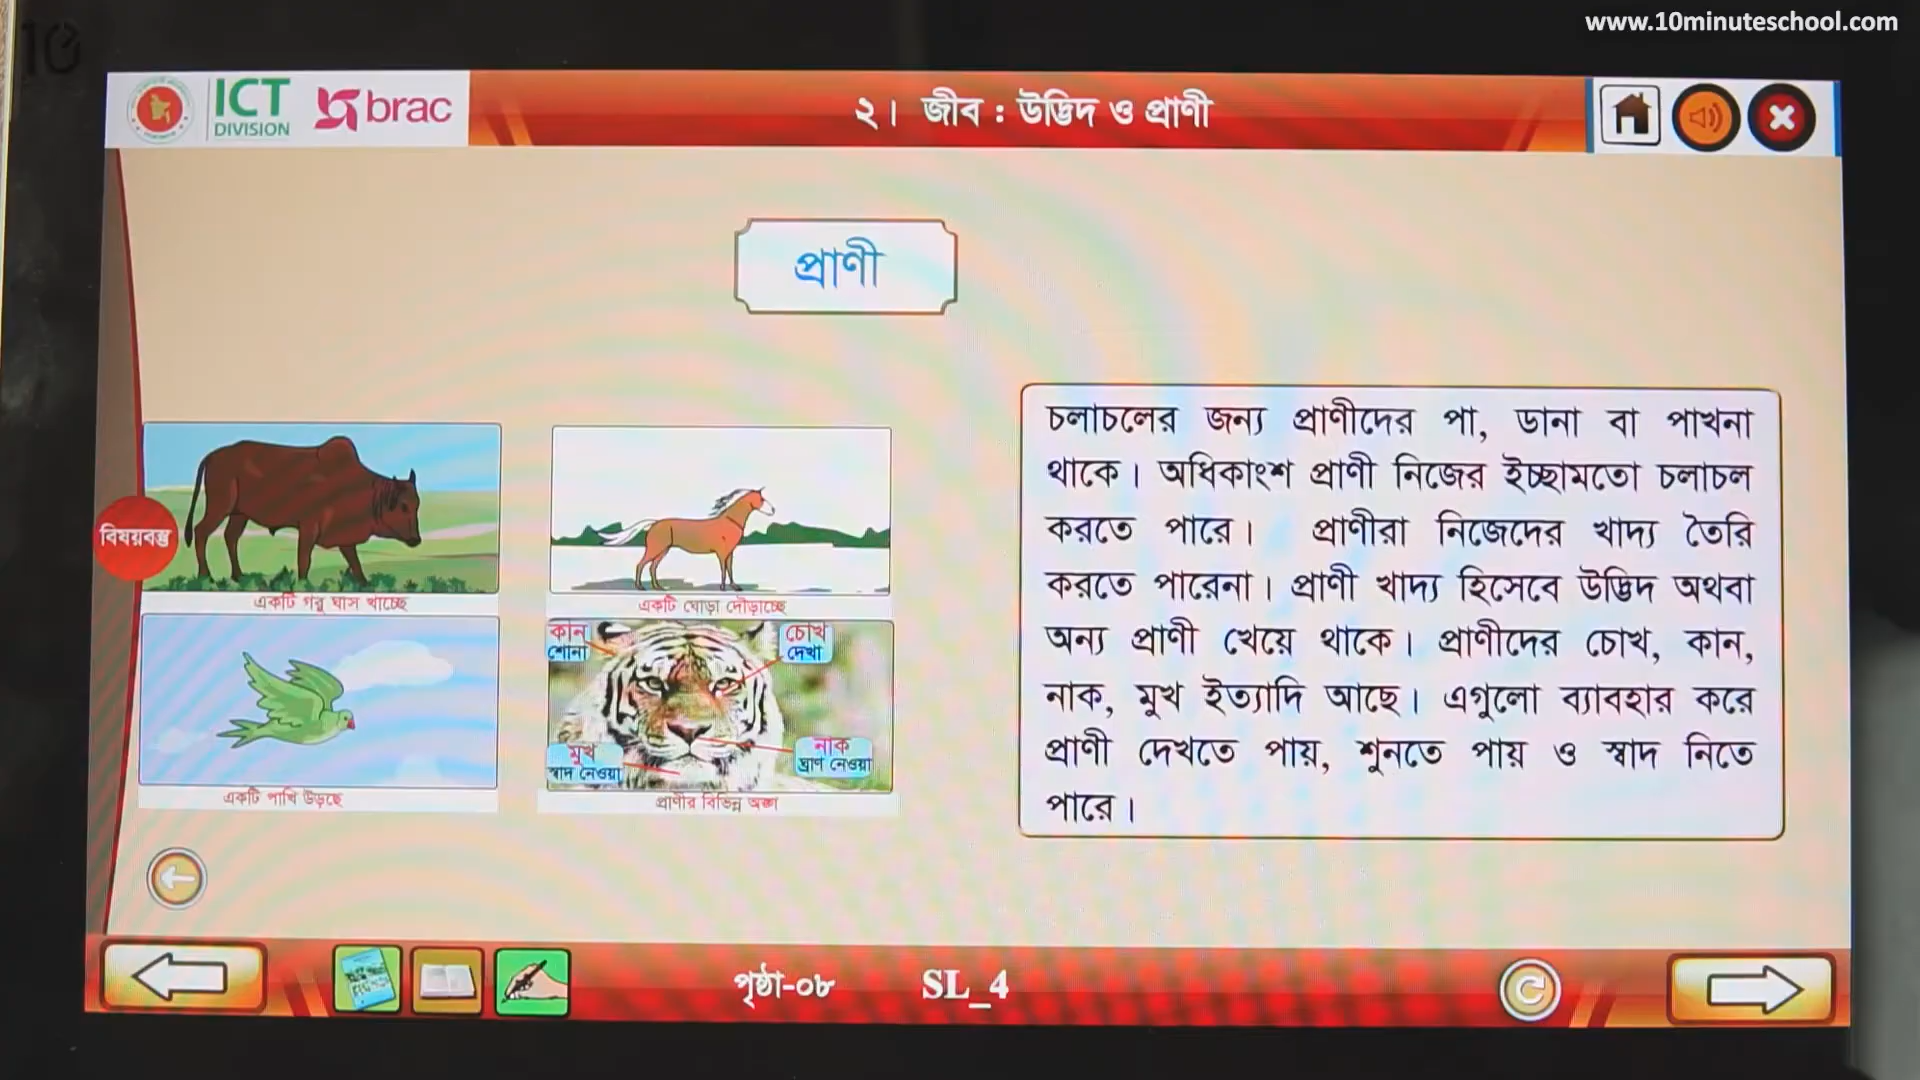 www.10minuteschool.com
10
ICT
DIVISION
brac
২। জীব : উদ্ভিদ ও প্রাণী
প্রাণী
বিষয়বস্তু
একটি গরু ঘাস খাচ্ছে
একটি ঘোড়া দৌড়াচ্ছে
একটি পাখি উড়ছে
কান
শোনা
চোখ
দেখা
মুখ
স্বাদ নেওয়া
নাক
ঘ্রাণ নেওয়া
প্রাণীর বিভিন্ন অঙ্গ
চলাচলের জন্য প্রাণীদের পা, ডানা বা পাখনা
থাকে। অধিকাংশ প্রাণী নিজের ইচ্ছামতো চলাচল
করতে পারে। প্রাণীরা নিজেদের খাদ্য তৈরি
করতে পারেনা। প্রাণী খাদ্য হিসেবে উদ্ভিদ অথবা
অন্য প্রাণী খেয়ে থাকে। প্রাণীদের চোখ, কান,
নাক, মুখ ইত্যাদি আছে। এগুলো ব্যাবহার করে
প্রাণী দেখতে পায়, শুনতে পায় ও স্বাদ নিতে
পারে।
পৃষ্ঠা-০৮
SL_4